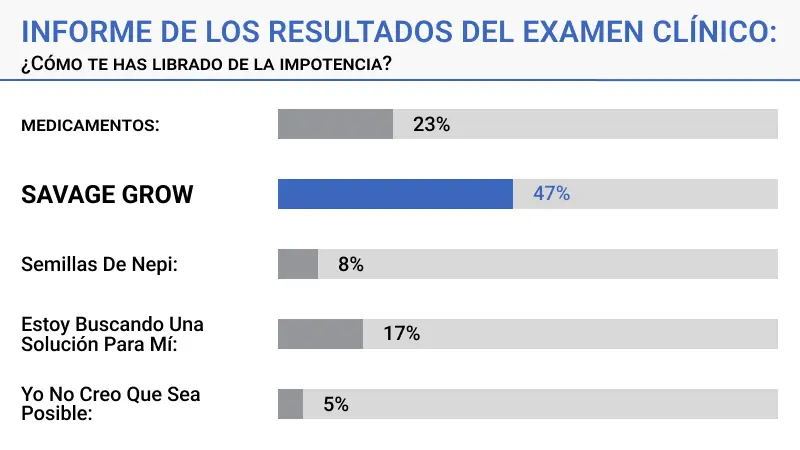 INFORME DE LOS RESULTADOS DEL EXAMEN CLÍNICO:
¿CÓMO TE HAS LIBRADO DE LA IMPOTENCIA?
MEDICAMENTOS:
23%
SAVAGE GROW
47%
Semillas De Nepi:
8%
Estoy Buscando Una
Solución Para Mí:
17%
Yo No Creo Que Sea
Posible:
5%